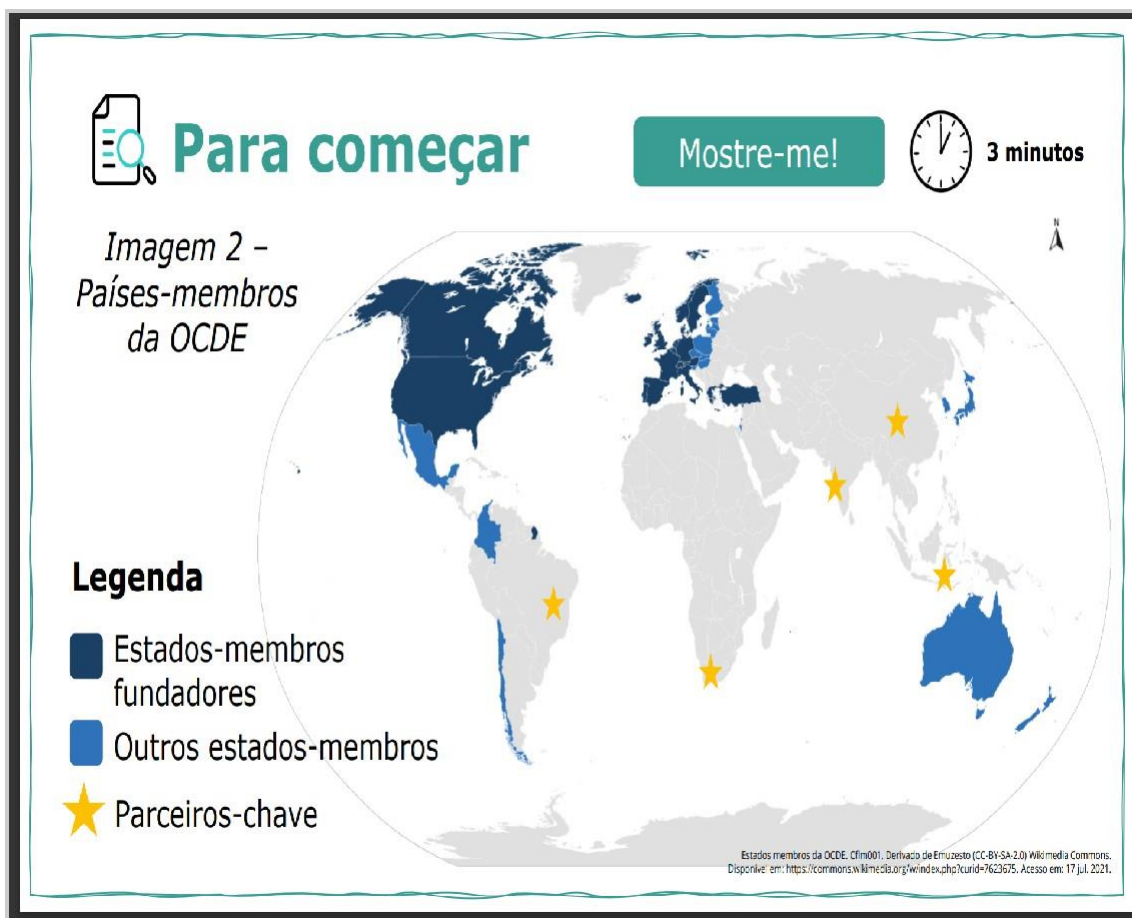 Para começar
Mostre-me!
3 minutos
Imagem 2 –
Países-membros
da OCDE
N
Legenda
Estados-membros
fundadores
Outros estados-membros
Parceiros-chave
Estados membros da OCDE. Cflm001. Derivado de Emuzesto (CC-BY-SA-2.0) Wikimedia Commons.
Disponível em: https://commons.wikimedia.org/w/index.php?curid=7623675. Acesso em: 17 jul. 2021.